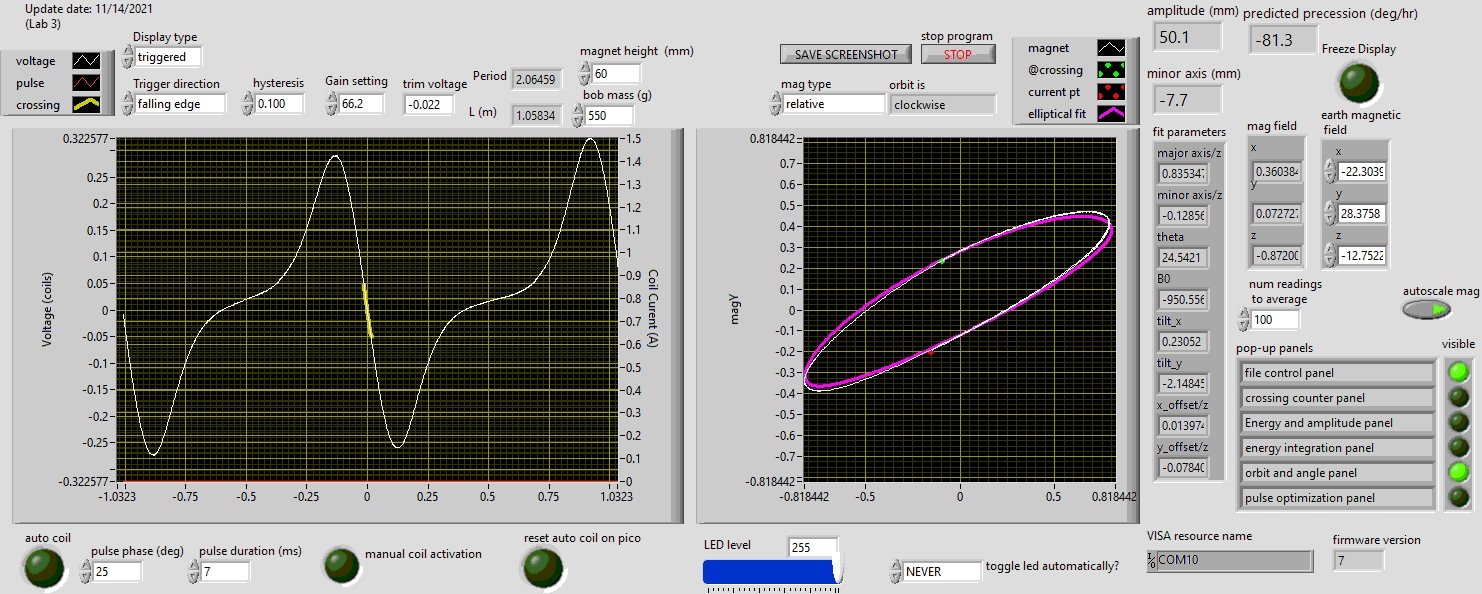 Update date: 11/14/2021
(Lab 3)
voltage
pulse
crossing
Display type
triggered
Trigger direction
falling edge
hysteresis
0.100
Gain setting
66.2
trim voltage
-0.022
Period
2.06459
L (m)
1.05834
magnet height (mm)
60
bob mass (g)
550
SAVE SCREENSHOT
stop program
STOP
mag type
relative
orbit is
clockwise
magnet
@crossing
current pt
elliptical fit
amplitude (mm)
50.1
predicted precession (deg/hr)
-81.3
minor axis (mm)
-7.7
Freeze Display
Voltage (coils)
0.322577
0.25
0.2
0.15
0.1
0.05
0
-0.05
-0.1
-0.15
-0.2
-0.25
-0.322577
-1.0323
-0.75
-0.5
-0.25
0
0.25
0.5
0.75
1.0323
1.5
1.4
1.3
1.2
1.1
1
0.9
0.8
0.7
0.6
0.5
0.4
0.3
0.2
0.1
0
Coil Curent (A)
magy
0.818442
0.7
0.6
0.5
0.4
0.3
0.2
0.1
0
-0.1
-0.2
-0.3
-0.4
-0.5
-0.6
-0.7
-0.818442
-0.818442
-0.5
0
0.5
0.818442
fit parameters
major axis/z
0.835347
minor axis/z
-0.12856
theta
24.5421
B0
-950.556
tilt_x
0.23052
tilt_y
-2.14845
x_offset/z
0.013974
y_offset/z
-0.07840
mag field
x
0.36038
y
0.07272
z
-0.8720
earth magnetic
field
x
-22.3039
y
28.3758
z
-12.7522
num readings
to average
100
autoscale mag
pop-up panels
visible
file control panel
crossing counter panel
Energy and amplitude panel
energy integration panel
orbit and angle panel
pulse optimization panel
auto coil
pulse phase (deg)
25
pulse duration (ms)
7
manual coil activation
reset auto coil on pico
LED level
255
NEVER
toggle led automatically?
VISA resource name
COM10
firmware version
7